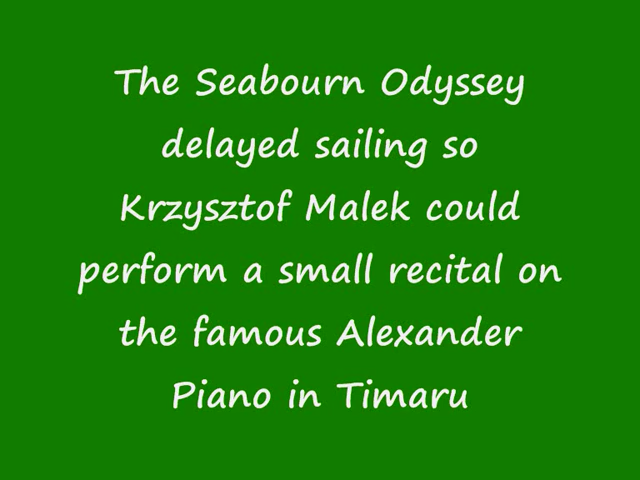 The Seabourn Odyssey
delayed sailing so
Krzysztof Malek could
perform a small recital on
the famous Alexander
Piano in Timaru